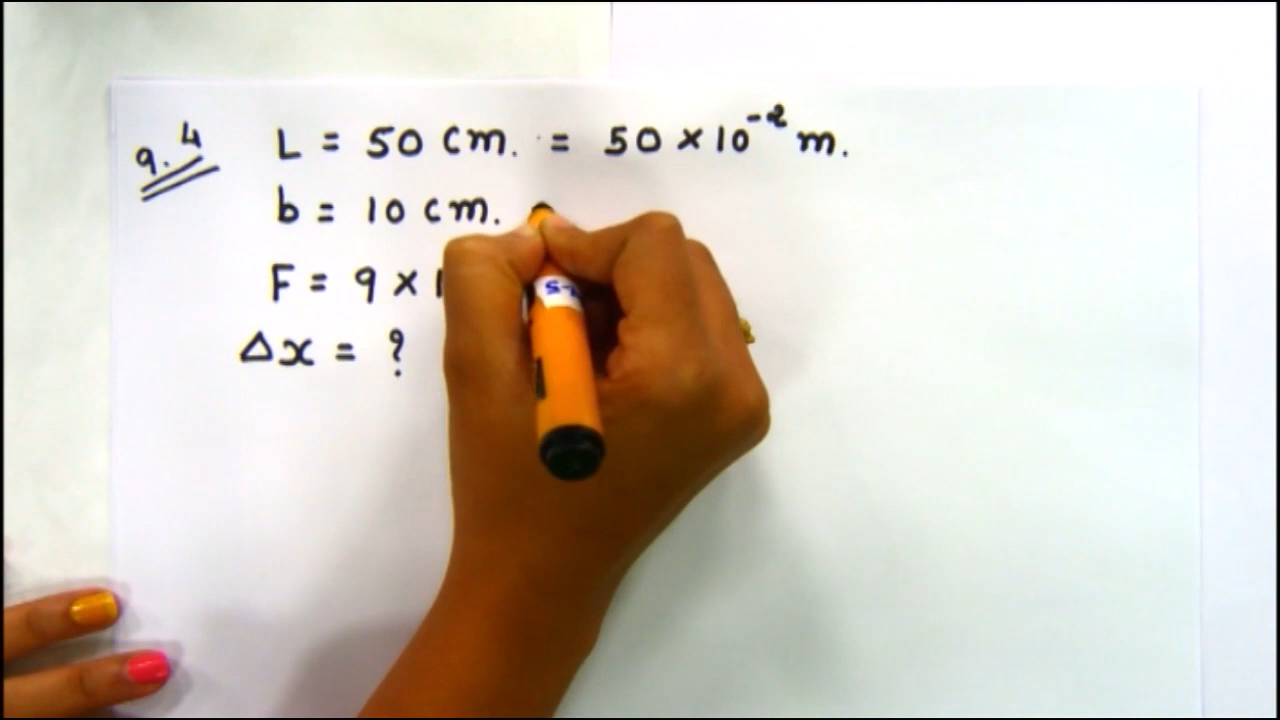 9.4
L = 50 cm. = 50 × 10⁻² m.
b = 10 cm.
F = 9 ×
Δx = ?